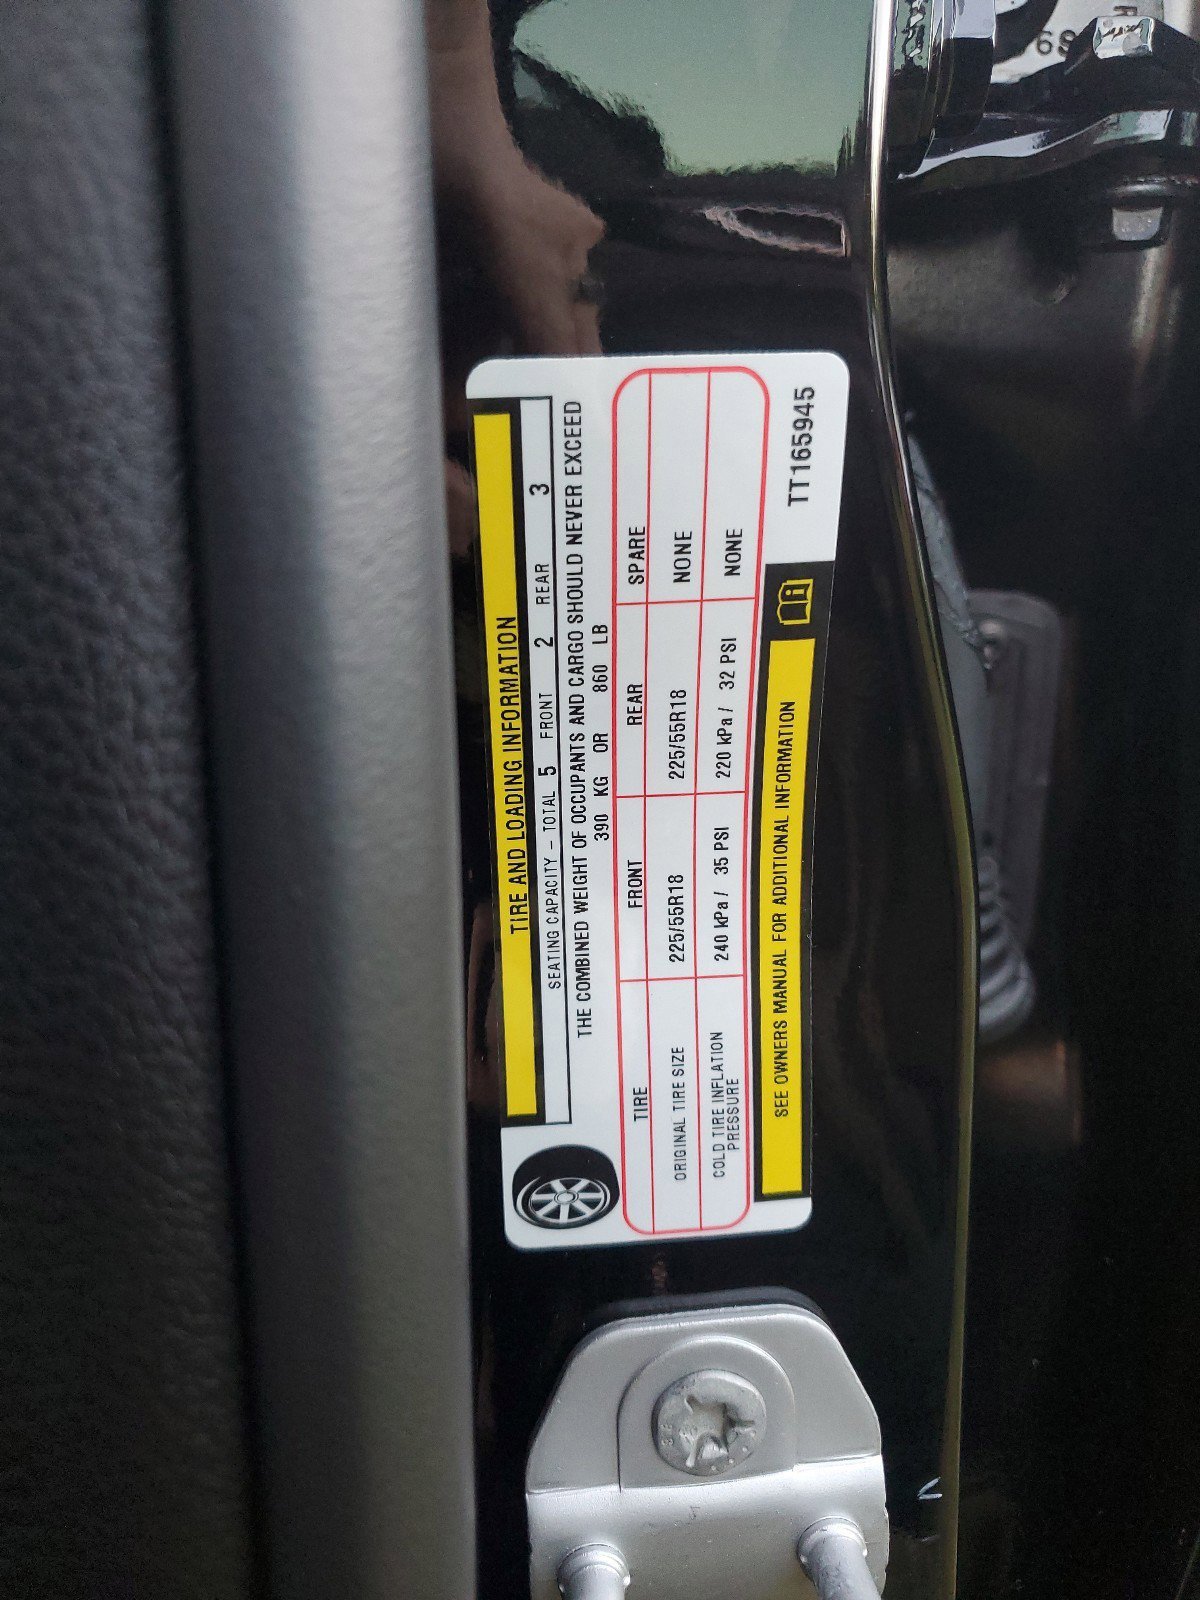 TIRE AND LOADING INFORMATION
SEATING CAPACITY – TOTAL 5 FRONT 2 REAR 3
THE COMBINED WEIGHT OF OCCUPANTS AND CARGO SHOULD NEVER EXCEED
390 KG OR 860 LB
TIRE FRONT REAR SPARE
ORIGINAL TIRE SIZE 225/55R18 225/55R18 NONE
COLD TIRE INFLATION PRESSURE 240 kPa / 35 PSI 220 kPa / 32 PSI NONE
SEE OWNERS MANUAL FOR ADDITIONAL INFORMATION
TT165945